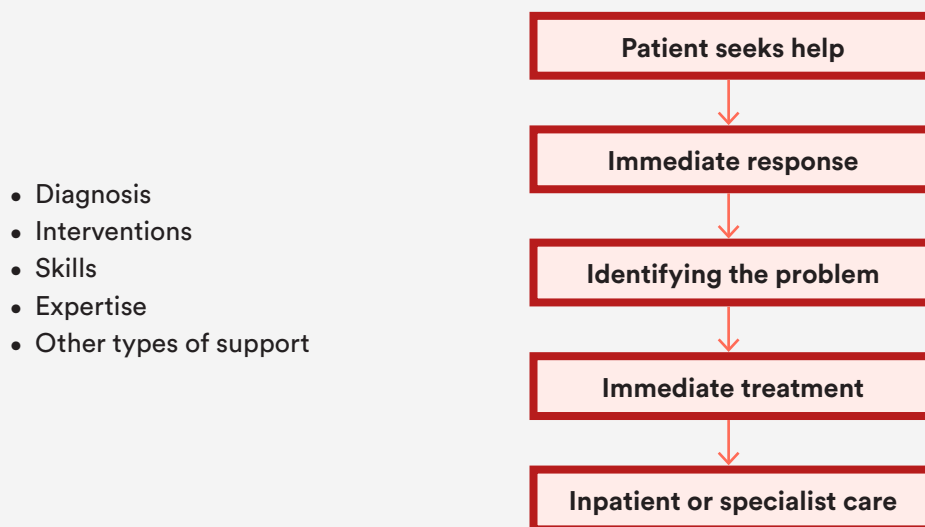 • Diagnosis
• Interventions
• Skills
• Expertise
• Other types of support
Patient seeks help
Immediate response
Identifying the problem
Immediate treatment
Inpatient or specialist care